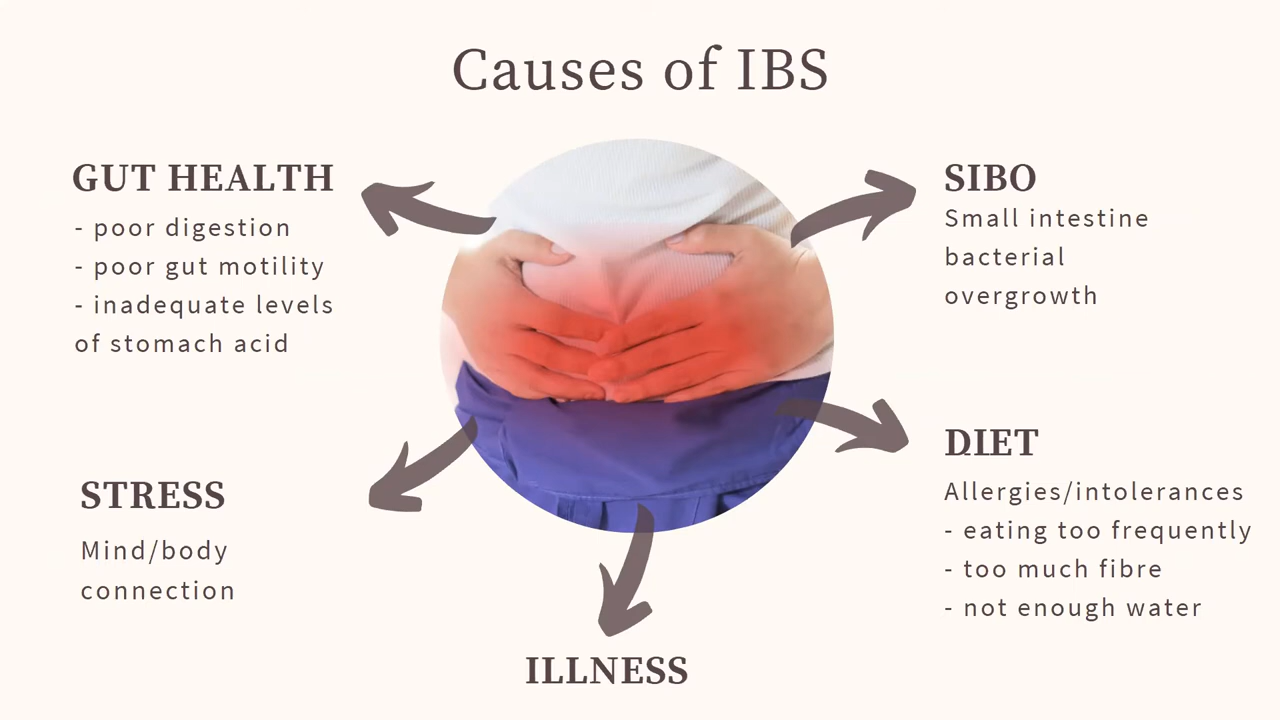 Causes of IBS
GUT HEALTH
- poor digestion
- poor gut motility
- inadequate levels
of stomach acid
STRESS
Mind/body
connection
ILLNESS
SIBO
Small intestine
bacterial
overgrowth
DIET
Allergies/intolerances
- eating too frequently
- too much fibre
- not enough water